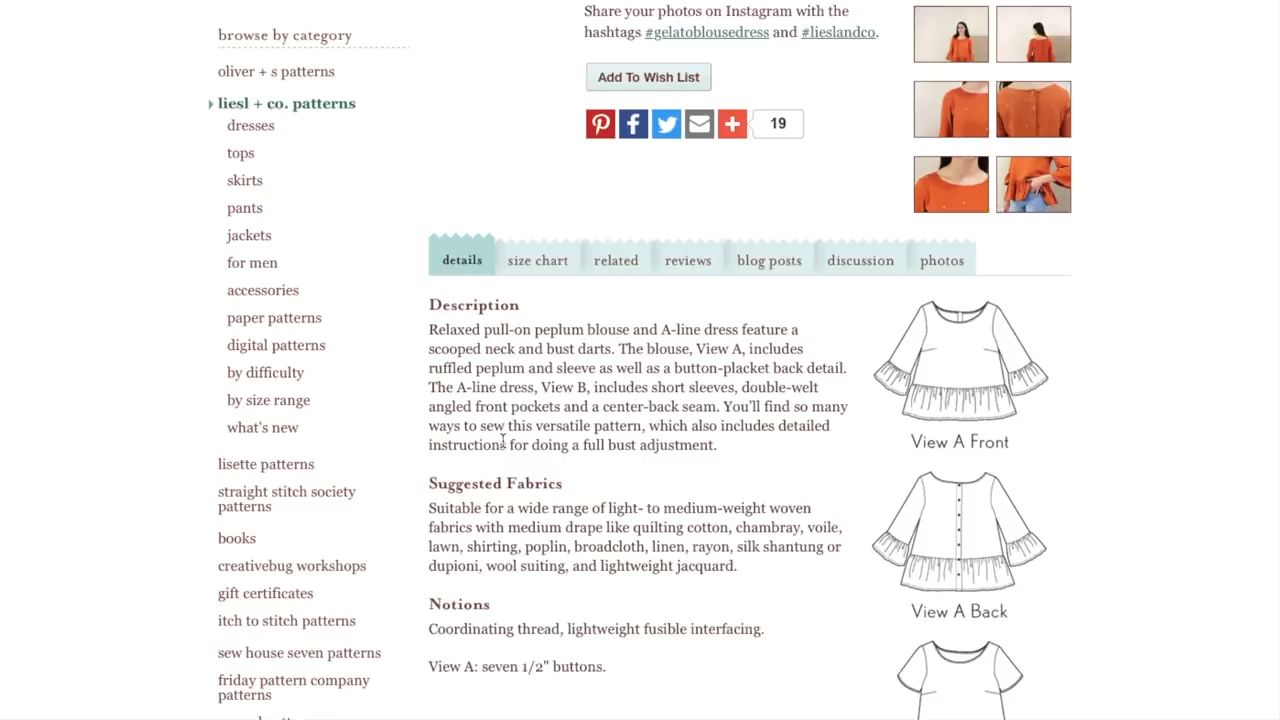 browse by category
oliver + s patterns
liesl + co. patterns
dresses
tops
skirts
pants
jackets
for men
accessories
paper patterns
digital patterns
by difficulty
by size range
what's new
lisette patterns
straight stitch society
patterns
books
creativebug workshops
gift certificates
itch to stitch patterns
sew house seven patterns
friday pattern company
patterns
Share your photos on Instagram with the
hashtags #gelatoblousedress and #lieslandco.
Add To Wish List
19
details
size chart
related
reviews
blog posts
discussion
photos
Description
Relaxed pull-on peplum blouse and A-line dress feature a
scooped neck and bust darts. The blouse, View A, includes
ruffled peplum and sleeve as well as a button-placket back detail.
The A-line dress, View B, includes short sleeves, double-welt
angled front pockets and a center-back seam. You'll find so many
ways to sew this versatile pattern, which also includes detailed
instructions for doing a full bust adjustment.
Suggested Fabrics
Suitable for a wide range of light- to medium-weight woven
fabrics with medium drape like quilting cotton, chambray, voile,
lawn, shirting, poplin, broadcloth, linen, rayon, silk shantung or
dupioni, wool suiting, and lightweight jacquard.
Notions
Coordinating thread, lightweight fusible interfacing.
View A: seven 1/2" buttons.
View A Front
View A Back